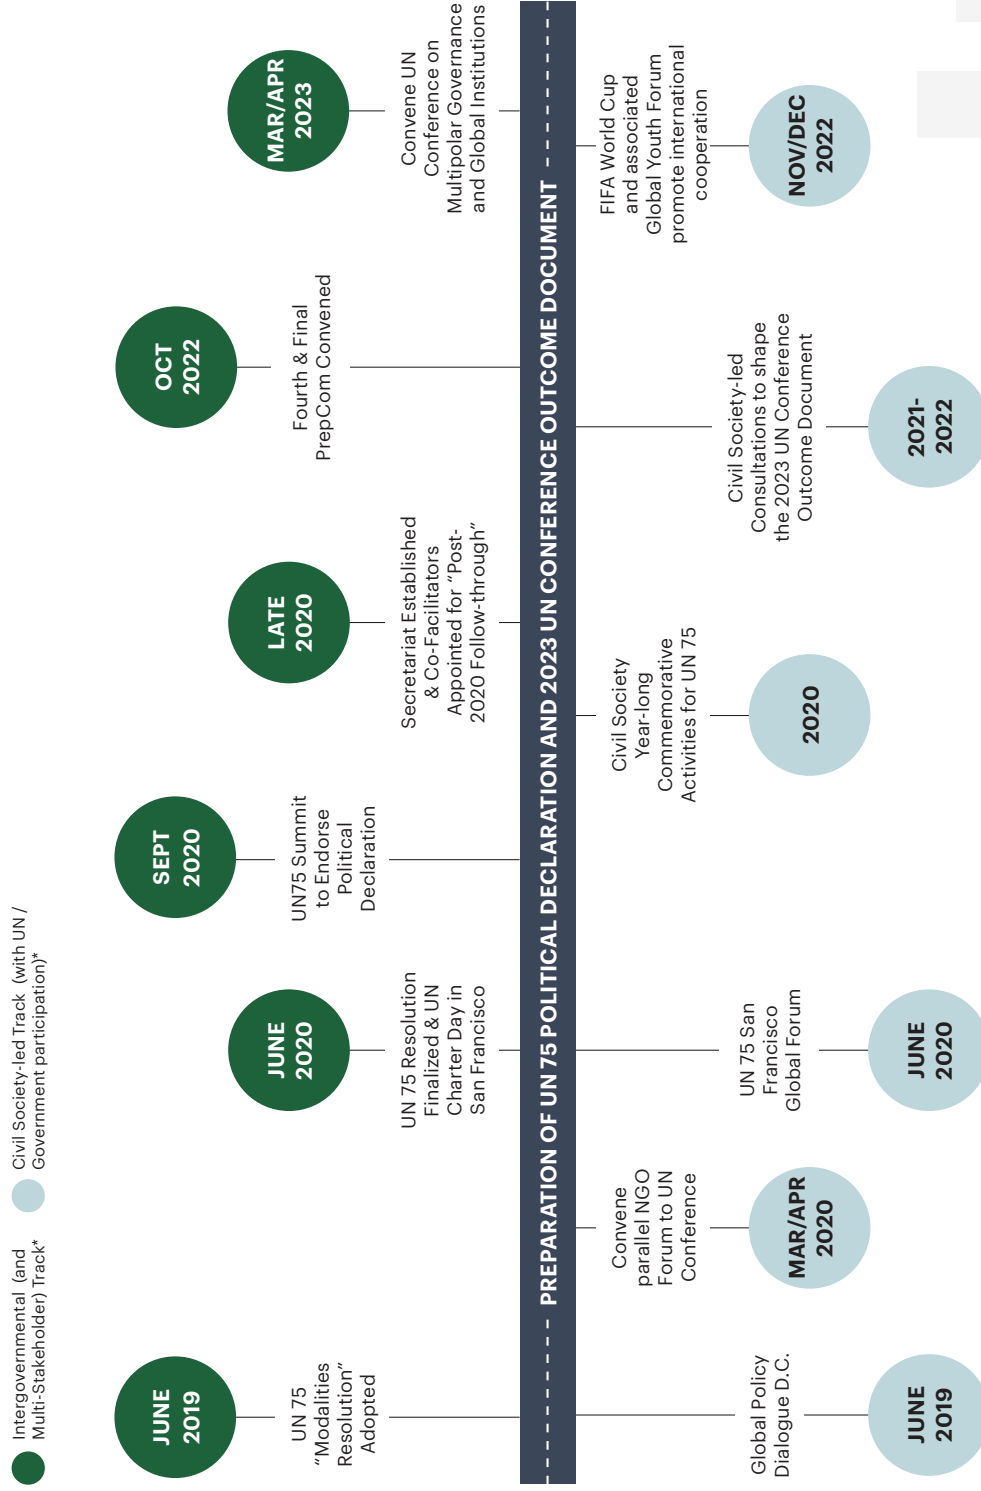 Intergovernmental (and
Multi-Stakeholder) Track*
Civil Society-led Track (with UN /
Government participation)*
JUNE
2019
UN 75
“Modalities
Resolution”
Adopted
JUNE
2020
UN 75 Resolution
Finalized & UN
Charter Day in
San Francisco
SEPT
2020
UN75 Summit
to Endorse
Political
Declaration
LATE
2020
Secretariat Established
& Co-Facilitators
Appointed for “Post-
2020 Follow-through”
OCT
2022
Fourth & Final
PrepCom Convened
MAR/APR
2023
Convene UN
Conference on
Multipolar Governance
and Global Institutions
PREPARATION OF UN 75 POLITICAL DECLARATION AND 2023 UN CONFERENCE OUTCOME DOCUMENT
Global Policy
Dialogue D.C.
JUNE
2019
Convene
parallel NGO
Forum to UN
Conference
MAR/APR
2020
UN 75 San
Francisco
Global Forum
JUNE
2020
Civil Society
Year-long
Commemorative
Activities for UN 75
2020
Civil Society-led
Consultations to shape
the 2023 UN Conference
Outcome Document
2021-
2022
FIFA World Cup
and associated
Global Youth Forum
promote international
cooperation
NOV/DEC
2022